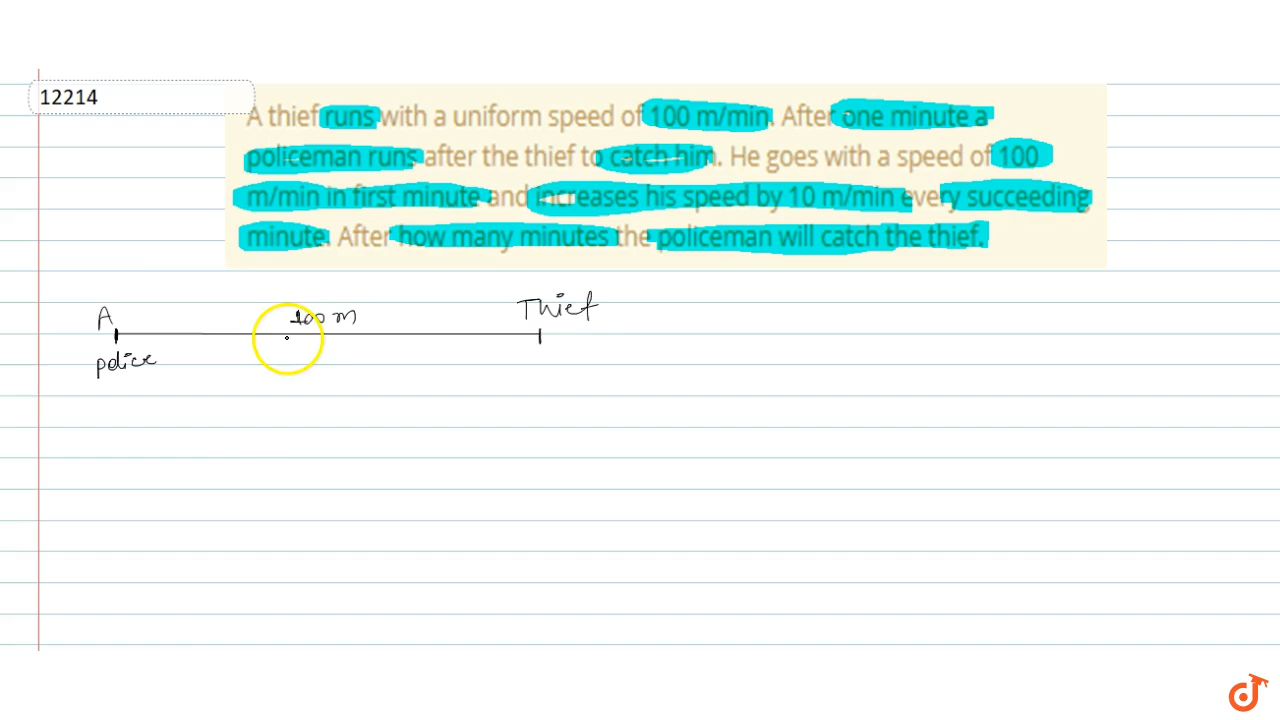 12214
A thief runs with a uniform speed of 100 m/min. After one minute a
policeman runs after the thief to catch him. He goes with a speed of 100
m/min in first minute and increases his speed by 10 m/min every succeeding
minute. After how many minutes the policeman will catch the thief.
A 100 m Thief
police